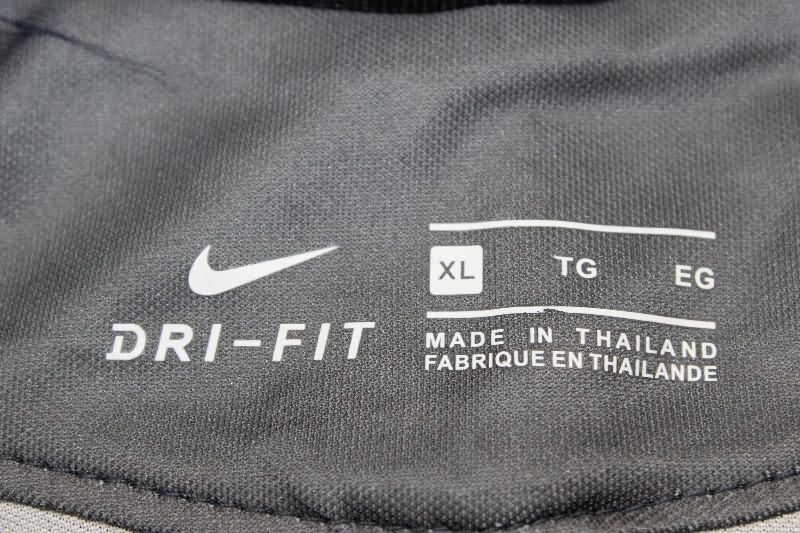 DRI-FIT
XL TG EG
MADE IN THAILAND
FABRIQUE EN THAILANDE